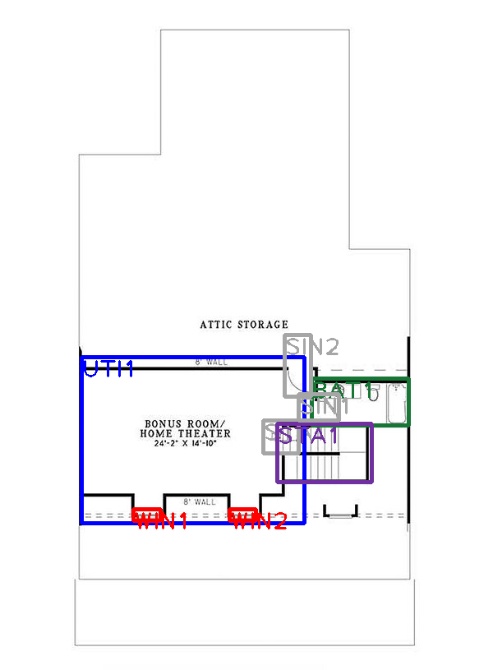 ATTIC STORAGE
SIN2
8' WALL
UTI1
BAT1
SIN1
BONUS ROOM/
HOME THEATER
24'-2" X 14'-10"
STA1
8' WALL
WIN1
WIN2